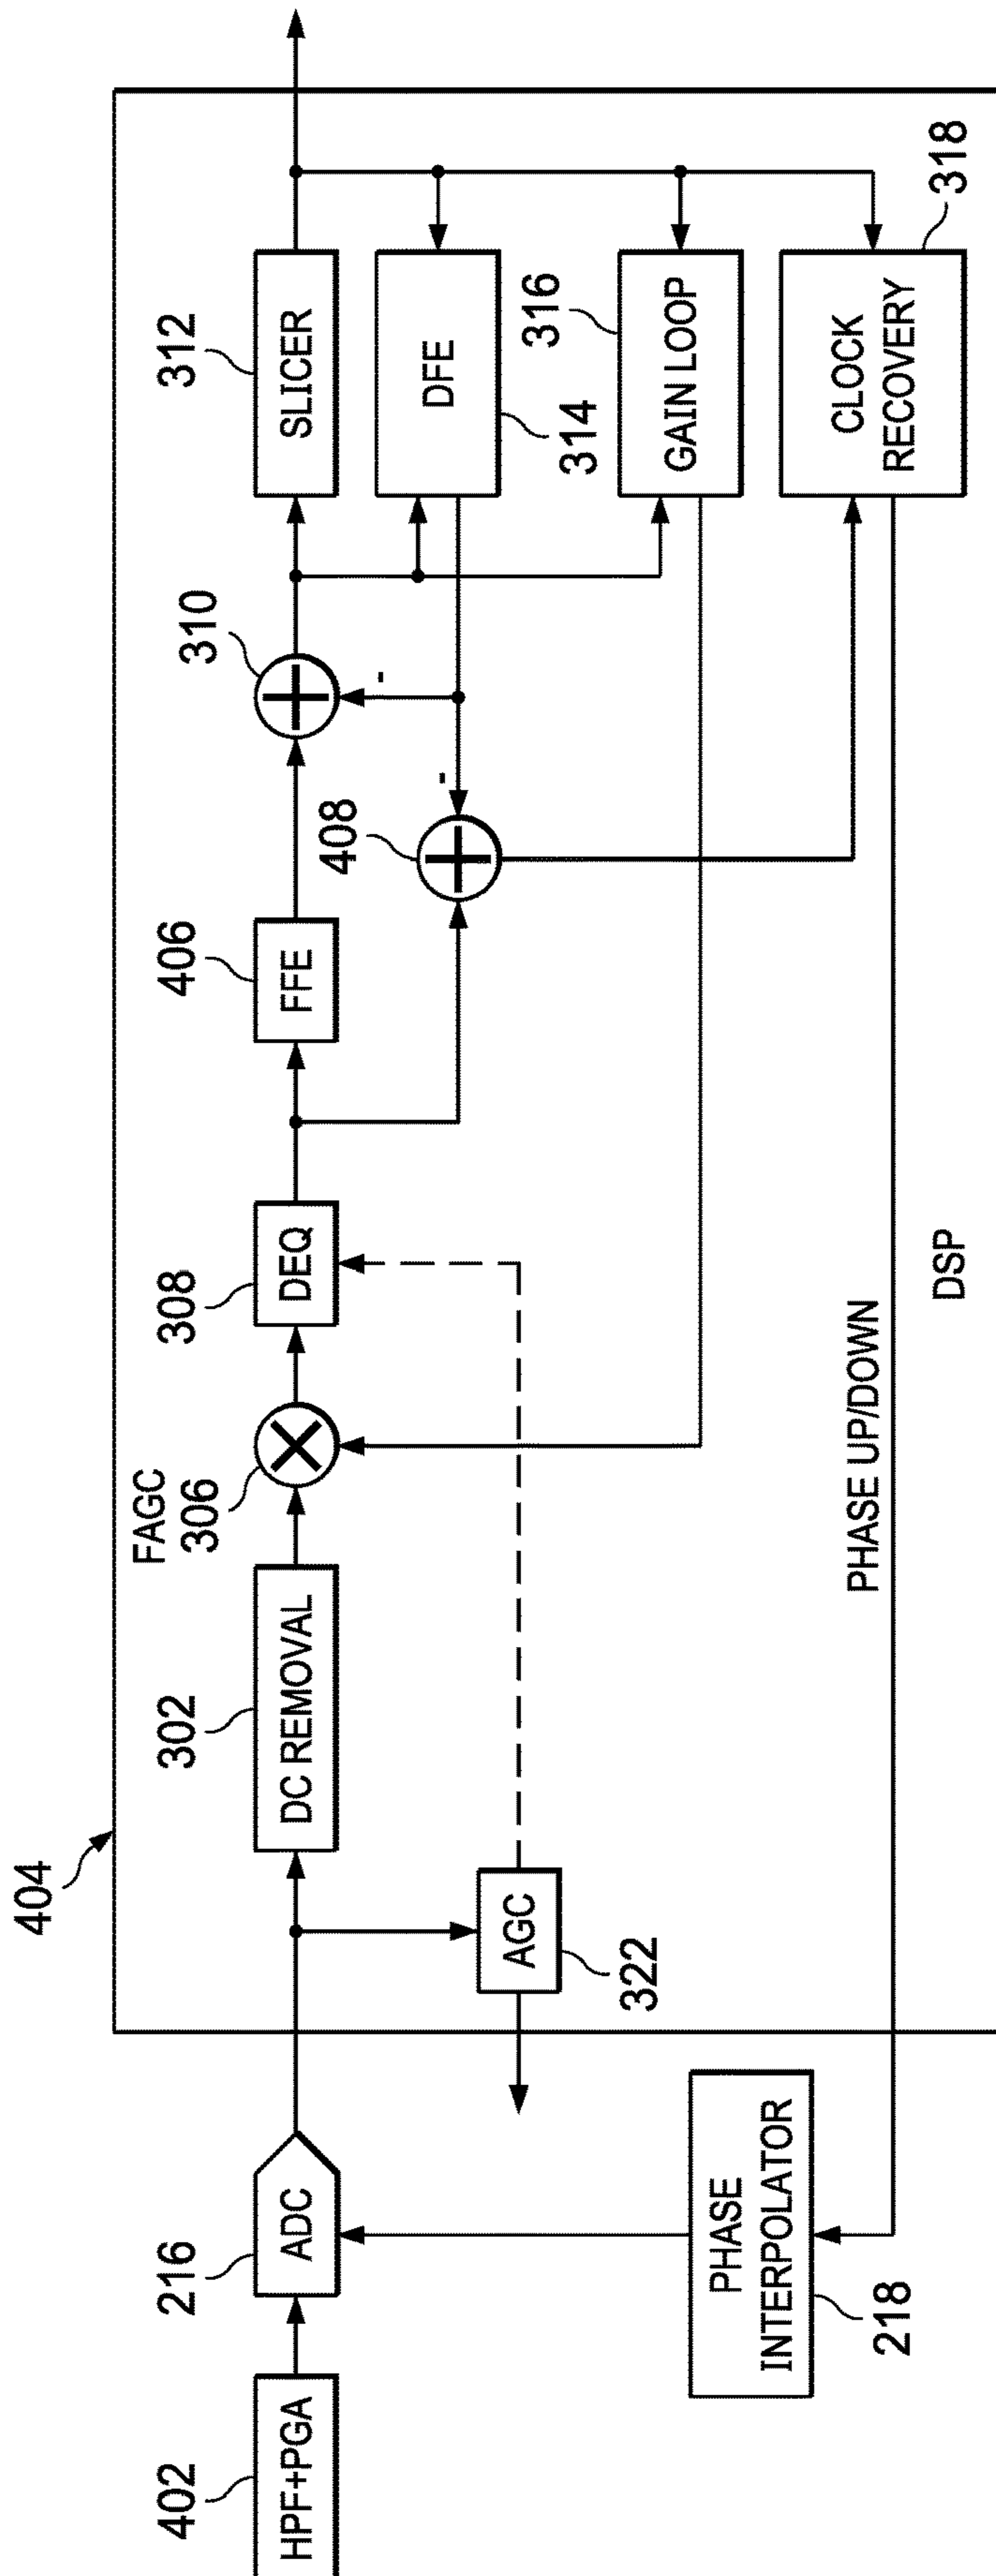 404
402
HPF+PGA
216
ADC
302
DC REMOVAL
FAGC
306
308
DEQ
406
FFE
310
-
312
SLICER
408
-
DFE
314
AGC
322
316
GAIN LOOP
PHASE
INTERPOLATOR
218
PHASE UP/DOWN
CLOCK
RECOVERY
318
DSP